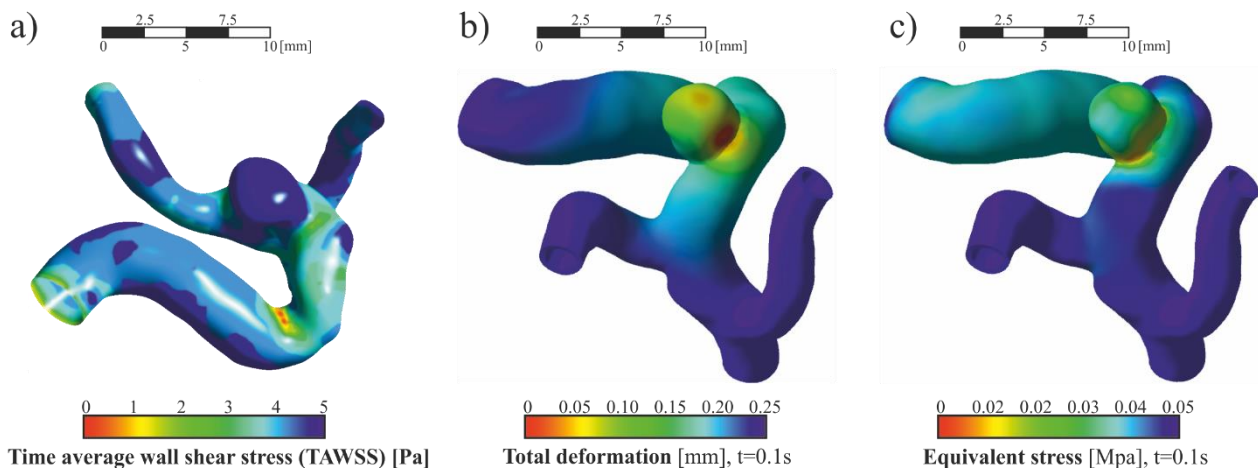 a)
2.5 7.5
0 5 10 [mm]
b)
2.5 7.5
0 5 10 [mm]
c)
2.5 7.5
0 5 10 [mm]
0 1 2 3 4 5
Time average wall shear stress (TAWSS) [Pa]
0 0.05 0.10 0.15 0.20 0.25
Total deformation [mm], t=0.1s
0 0.02 0.02 0.03 0.04 0.05
Equivalent stress [Mpa], t=0.1s